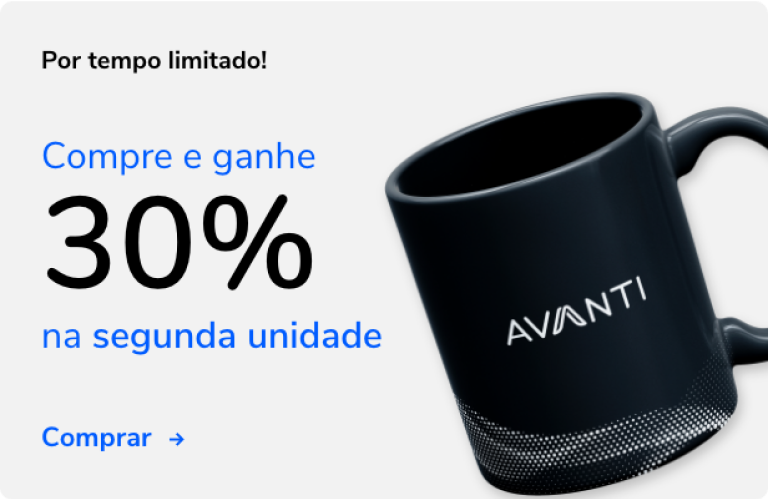 Por tempo limitado!
Compre e ganhe
30%
na segunda unidade
Comprar →
AVANTI